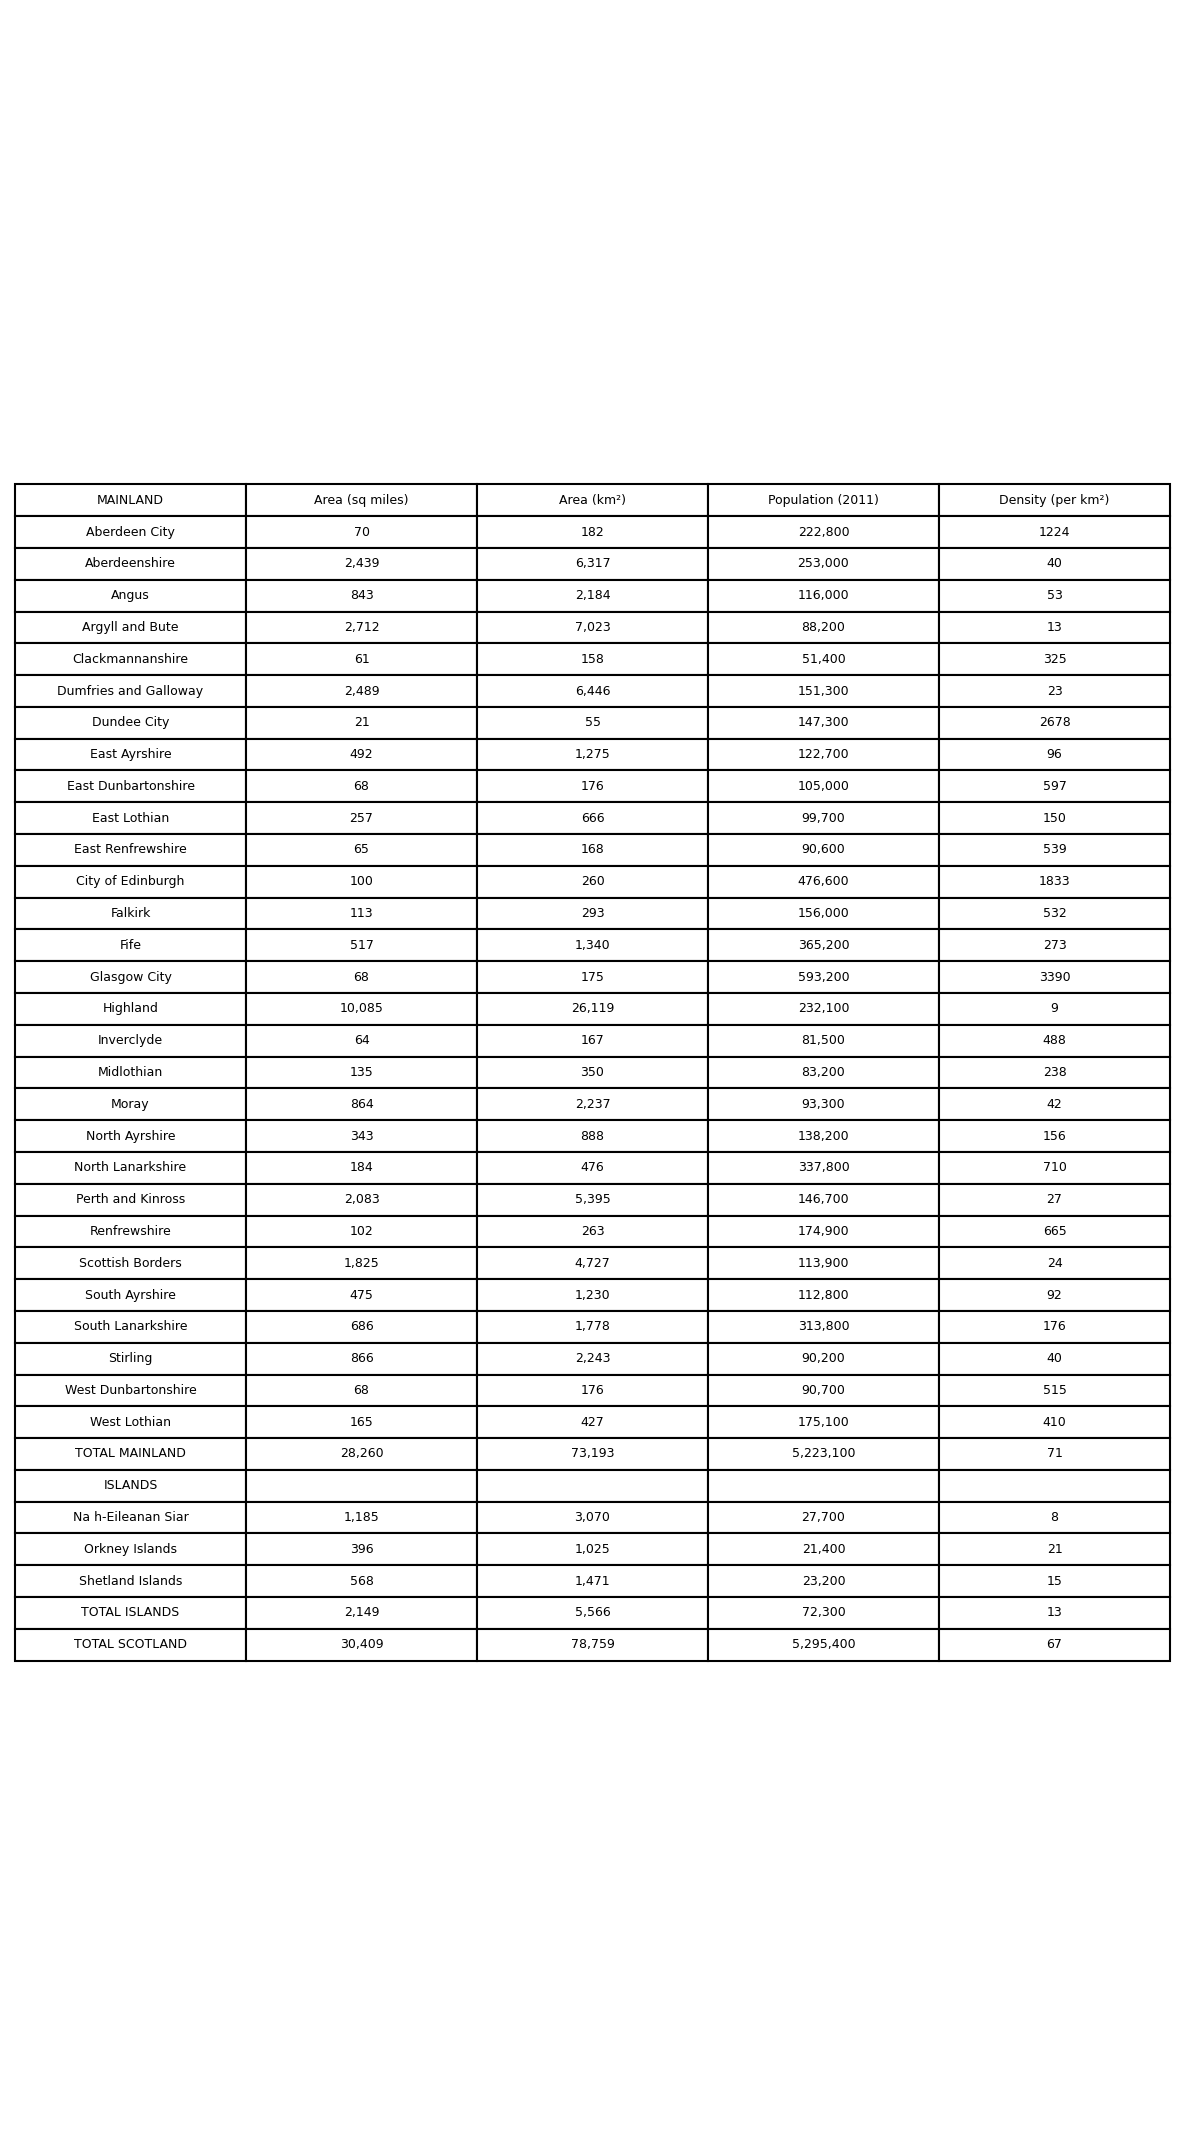 MAINLAND Area (sq miles) Area (km²) Population (2011) Density (per km²)
Aberdeen City 70 182 222,800 1224
Aberdeenshire 2,439 6,317 253,000 40
Angus 843 2,184 116,000 53
Argyll and Bute 2,712 7,023 88,200 13
Clackmannanshire 61 158 51,400 325
Dumfries and Galloway 2,489 6,446 151,300 23
Dundee City 21 55 147,300 2678
East Ayrshire 492 1,275 122,700 96
East Dunbartonshire 68 176 105,000 597
East Lothian 257 666 99,700 150
East Renfrewshire 65 168 90,600 539
City of Edinburgh 100 260 476,600 1833
Falkirk 113 293 156,000 532
Fife 517 1,340 365,200 273
Glasgow City 68 175 593,200 3390
Highland 10,085 26,119 232,100 9
Inverclyde 64 167 81,500 488
Midlothian 135 350 83,200 238
Moray 864 2,237 93,300 42
North Ayrshire 343 888 138,200 156
North Lanarkshire 184 476 337,800 710
Perth and Kinross 2,083 5,395 146,700 27
Renfrewshire 102 263 174,900 665
Scottish Borders 1,825 4,727 113,900 24
South Ayrshire 475 1,230 112,800 92
South Lanarkshire 686 1,778 313,800 176
Stirling 866 2,243 90,200 40
West Dunbartonshire 68 176 90,700 515
West Lothian 165 427 175,100 410
TOTAL MAINLAND 28,260 73,193 5,223,100 71
ISLANDS
Na h-Eileanan Siar 1,185 3,070 27,700 8
Orkney Islands 396 1,025 21,400 21
Shetland Islands 568 1,471 23,200 15
TOTAL ISLANDS 2,149 5,566 72,300 13
TOTAL SCOTLAND 30,409 78,759 5,295,400 67